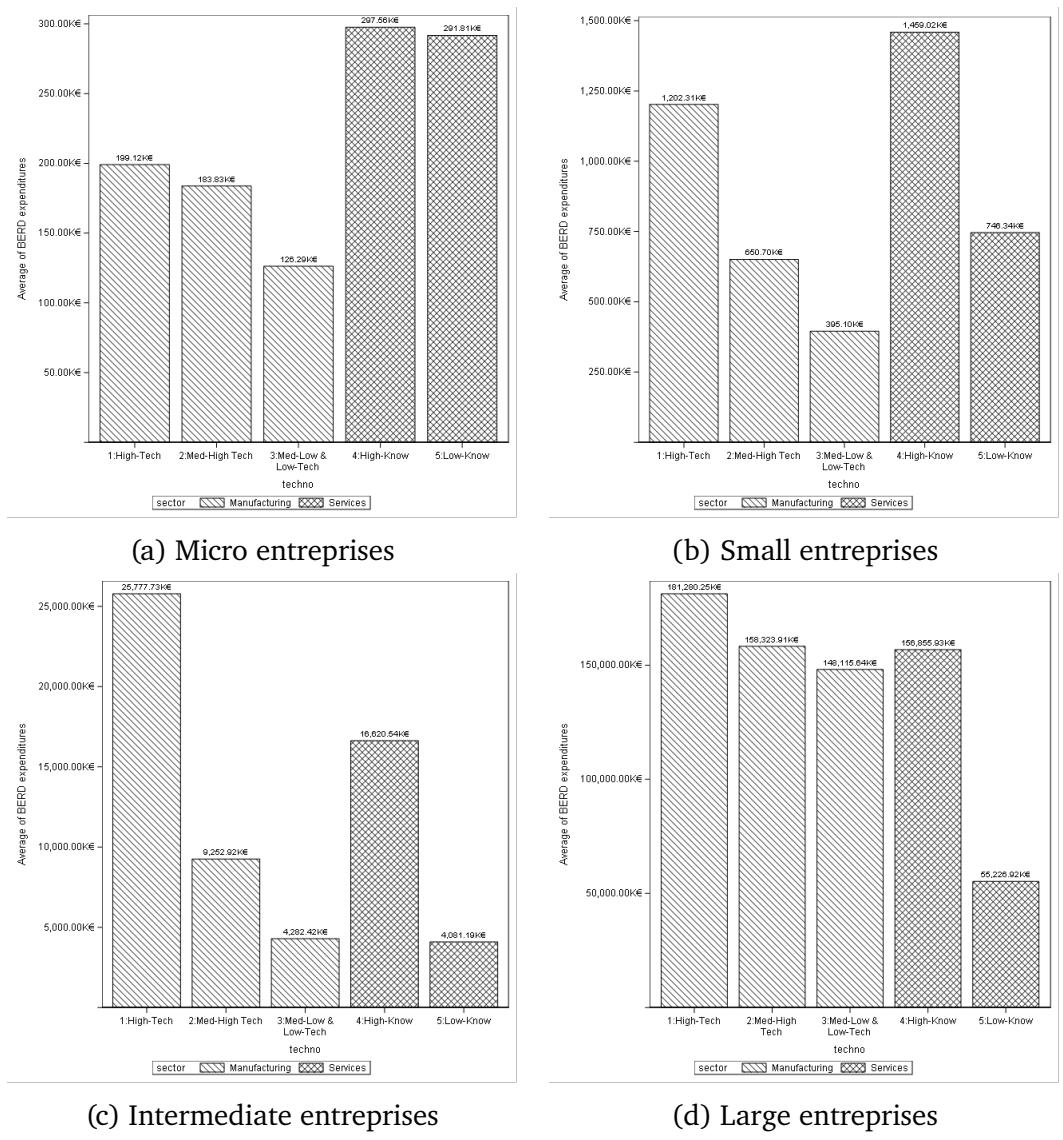 300.00K€
250.00K€
200.00K€
150.00K€
100.00K€
50.00K€
Average of BERD expenditures
199.12K€
183.83K€
126.29K€
297.56K€
291.81K€
1:High-Tech 2:Med-High Tech 3:Med-Low & Low-Tech 4:High-Know 5:Low-Know
techno
sector Manufacturing Services
(a) Micro entreprises
1,500.00K€
1,250.00K€
1,000.00K€
750.00K€
500.00K€
250.00K€
Average of BERD expenditures
1,202.31K€
650.70K€
395.10K€
1,459.02K€
746.34K€
1:High-Tech 2:Med-High Tech 3:Med-Low & Low-Tech 4:High-Know 5:Low-Know
techno
sector Manufacturing Services
(b) Small entreprises
25,000.00K€
20,000.00K€
15,000.00K€
10,000.00K€
5,000.00K€
Average of BERD expenditures
25,777.73K€
9,252.92K€
4,282.42K€
16,620.54K€
4,081.19K€
1:High-Tech 2:Med-High Tech 3:Med-Low & Low-Tech 4:High-Know 5:Low-Know
techno
sector Manufacturing Services
(c) Intermediate entreprises
150,000.00K€
100,000.00K€
50,000.00K€
Average of BERD expenditures
181,280.25K€
158,323.91K€
148,115.64K€
156,855.93K€
55,226.92K€
1:High-Tech 2:Med-High Tech 3:Med-Low & Low-Tech 4:High-Know 5:Low-Know
techno
sector Manufacturing Services
(d) Large entreprises